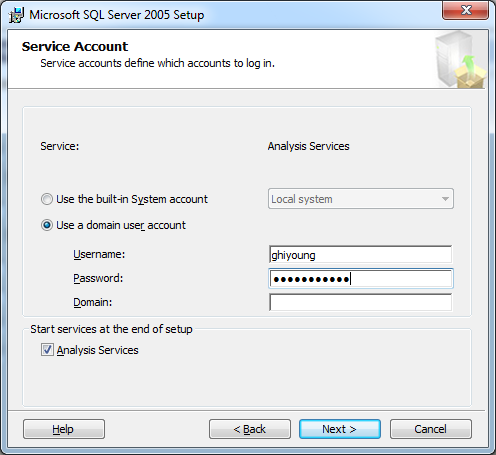 Microsoft SQL Server 2005 Setup
Service Account
Service accounts define which accounts to log in.
Service: Analysis Services
Use the built-in System account Local system
Use a domain user account
Username: ghiyoung
Password: ●●●●●●●●●●●
Domain:
Start services at the end of setup
Analysis Services
Help < Back Next > Cancel